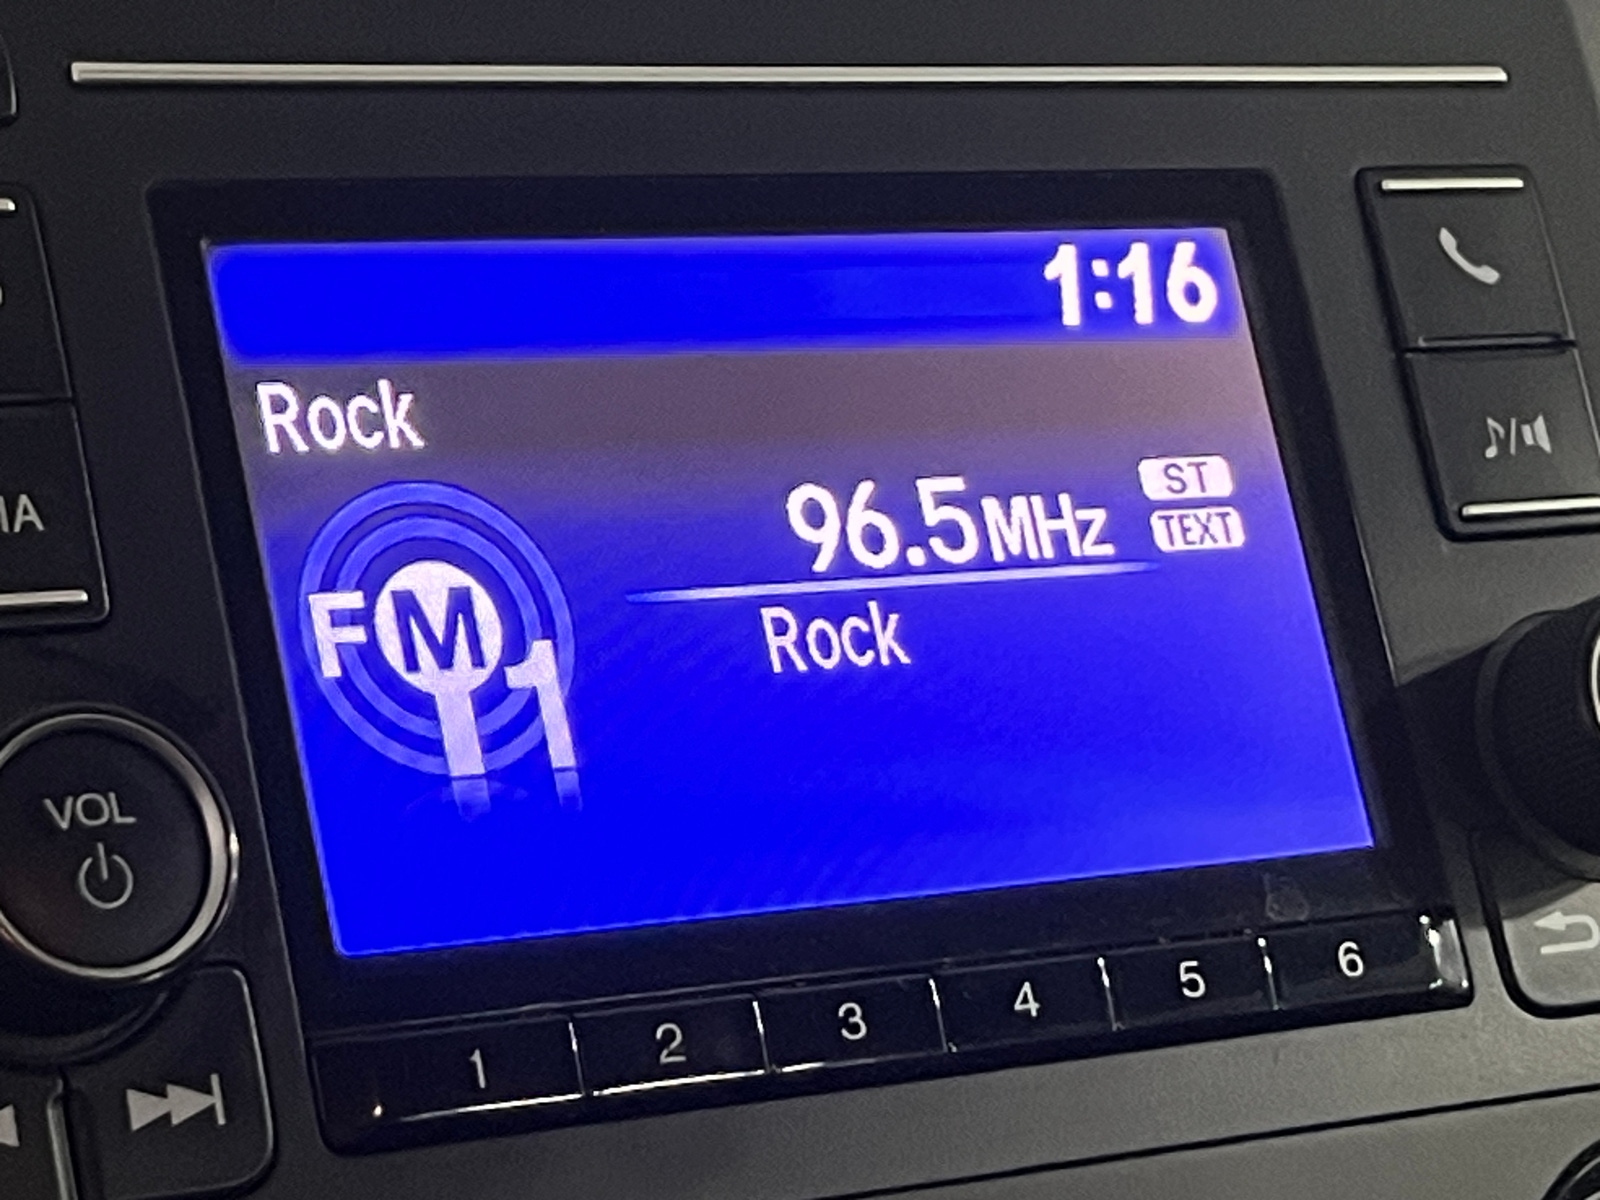 1:16
Rock
96.5MHz ST
TEXT
FM1
Rock
VOL
1 2 3 4 5 6